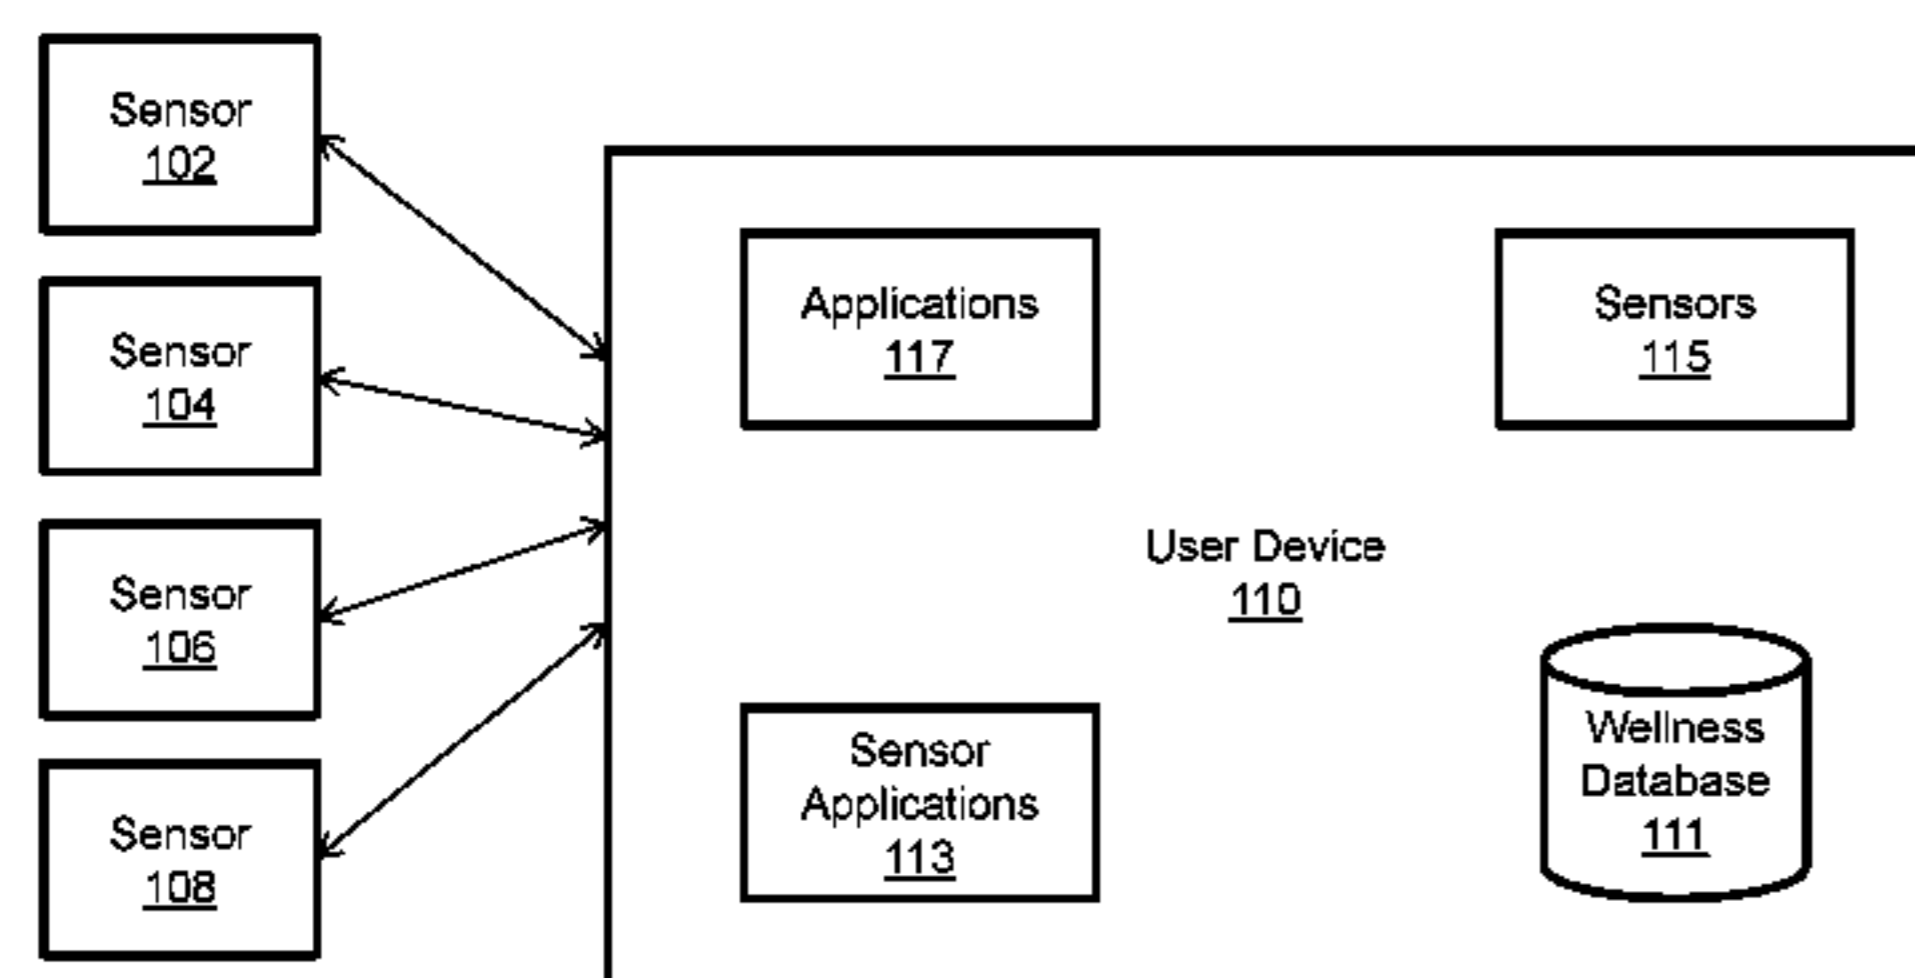 Sensor
102
Sensor
104
Sensor
106
Sensor
108
Applications
117
Sensors
115
User Device
110
Sensor
Applications
113
Wellness
Database
111